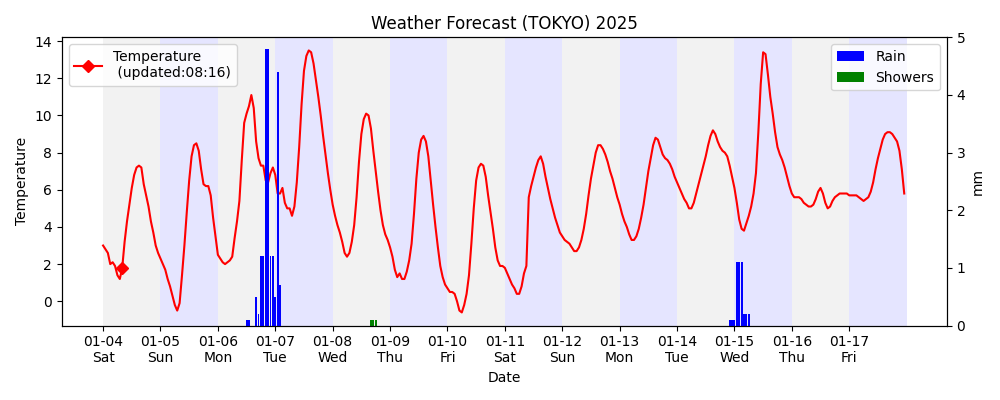 Weather Forecast (TOKYO) 2025
Temperature
(updated:08:16)
Rain
Showers
Temperature
14
12
10
8
6
4
2
0
5
4
3
2
1
0
mm
01-04 01-05 01-06 01-07 01-08 01-09 01-10 01-11 01-12 01-13 01-14 01-15 01-16 01-17
Sat Sun Mon Tue Wed Thu Fri Sat Sun Mon Tue Wed Thu Fri
Date